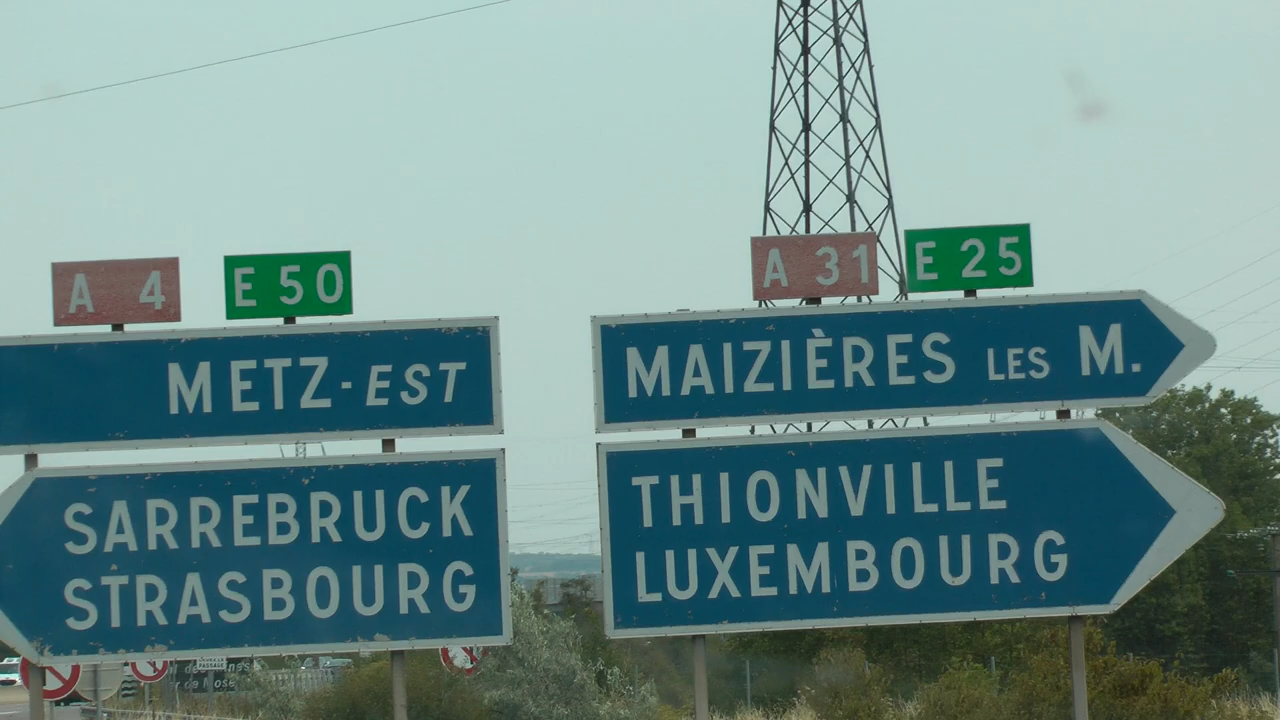 A 4
E 50
METZ-EST
SARREBRUCK
STRASBOURG
A 31
E 25
MAIZIÈRES LES M.
THIONVILLE
LUXEMBOURG